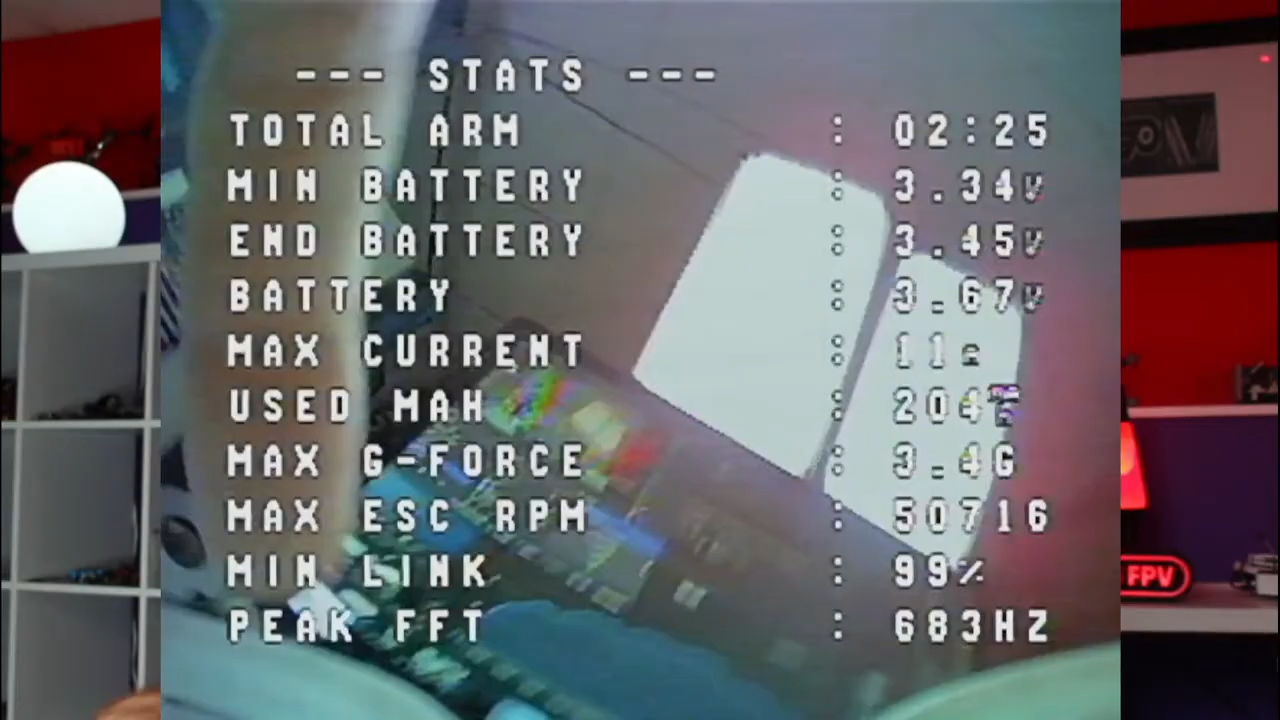 --- STATS ---
TOTAL ARM : 02:25
MIN BATTERY : 3.34V
END BATTERY : 3.45V
BATTERY : 3.67V
MAX CURRENT : 11A
USED MAH : 204
MAX G-FORCE : 3.4G
MAX ESC RPM : 50716
MIN LINK : 99%
PEAK FFT : 683HZ
FPV